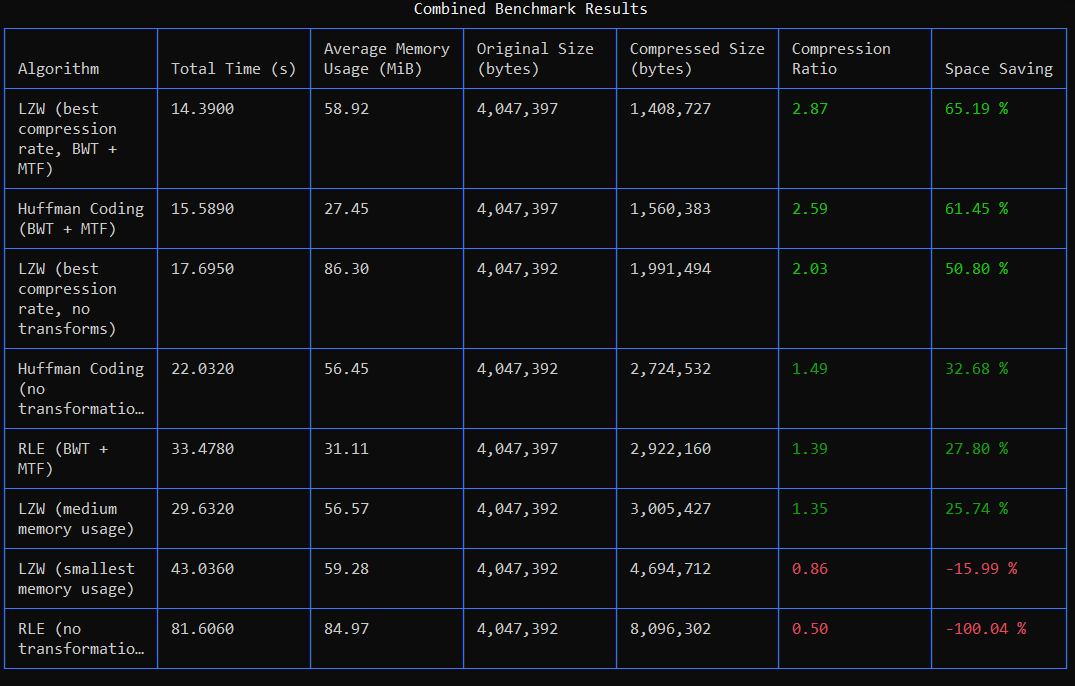 Combined Benchmark Results
Algorithm Total Time (s) Average Memory Usage (MiB) Original Size (bytes) Compressed Size (bytes) Compression Ratio Space Saving
LZW (best compression rate, BWT + MTF) 14.3900 58.92 4,047,397 1,408,727 2.87 65.19 %
Huffman Coding (BWT + MTF) 15.5890 27.45 4,047,397 1,560,383 2.59 61.45 %
LZW (best compression rate, no transforms) 17.6950 86.30 4,047,392 1,991,494 2.03 50.80 %
Huffman Coding (no transformatio… 22.0320 56.45 4,047,392 2,724,532 1.49 32.68 %
RLE (BWT + MTF) 33.4780 31.11 4,047,397 2,922,160 1.39 27.80 %
LZW (medium memory usage) 29.6320 56.57 4,047,392 3,005,427 1.35 25.74 %
LZW (smallest memory usage) 43.0360 59.28 4,047,392 4,694,712 0.86 -15.99 %
RLE (no transformatio… 81.6060 84.97 4,047,392 8,096,302 0.50 -100.04 %